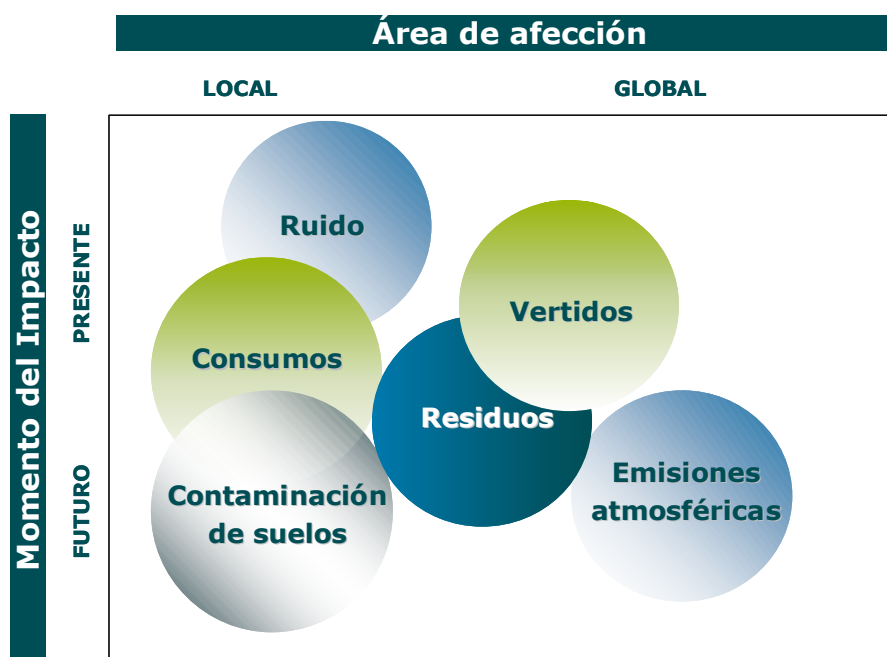 Área de afección
LOCAL
GLOBAL
Momento del Impacto
PRESENTE
FUTURO
Ruido
Vertidos
Consumos
Residuos
Emisiones
atmosféricas
Contaminación
de suelos